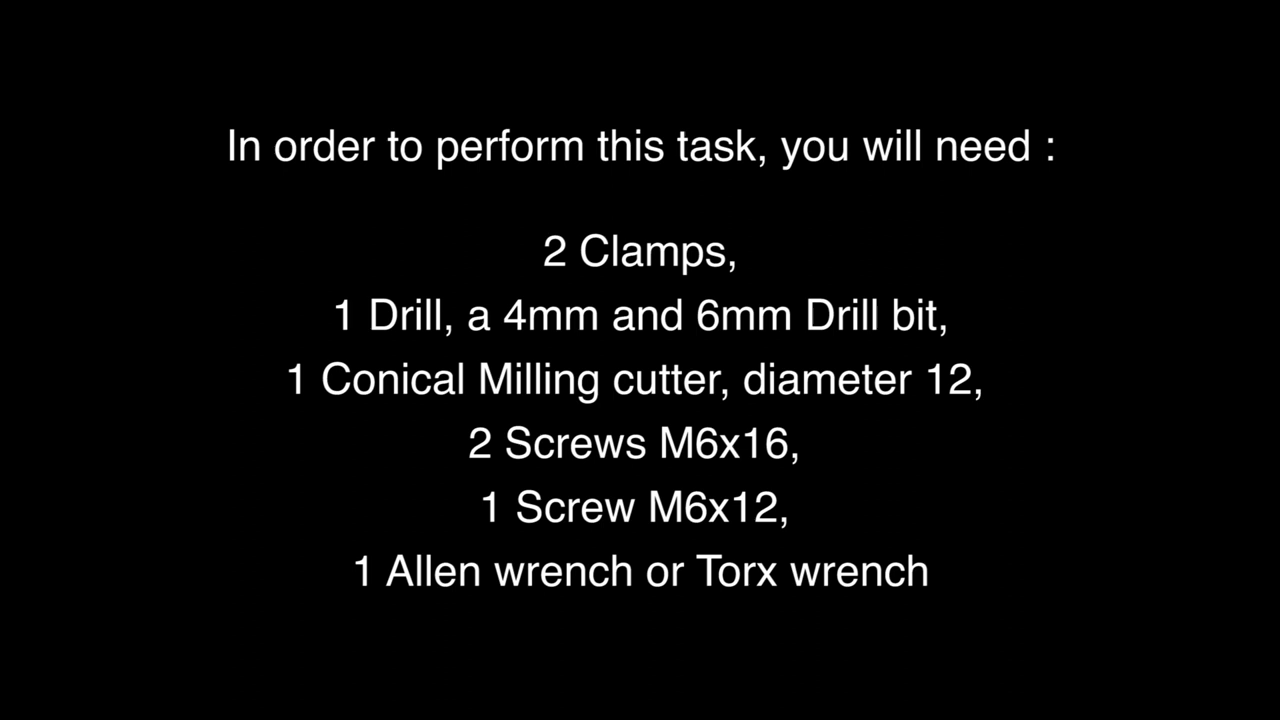 In order to perform this task, you will need :
2 Clamps,
1 Drill, a 4mm and 6mm Drill bit,
1 Conical Milling cutter, diameter 12,
2 Screws M6x16,
1 Screw M6x12,
1 Allen wrench or Torx wrench